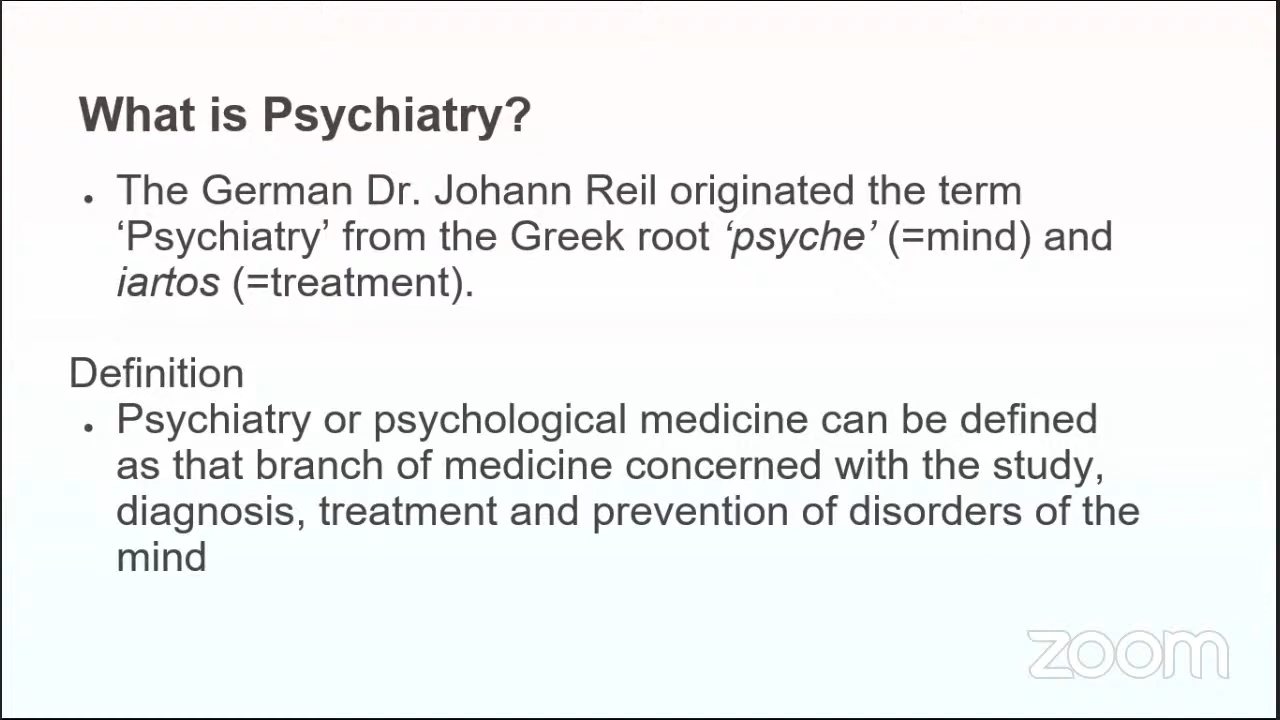 What is Psychiatry?
• The German Dr. Johann Reil originated the term
‘Psychiatry’ from the Greek root ‘psyche’ (=mind) and
iartos (=treatment).
Definition
• Psychiatry or psychological medicine can be defined
as that branch of medicine concerned with the study,
diagnosis, treatment and prevention of disorders of the
mind
zoom